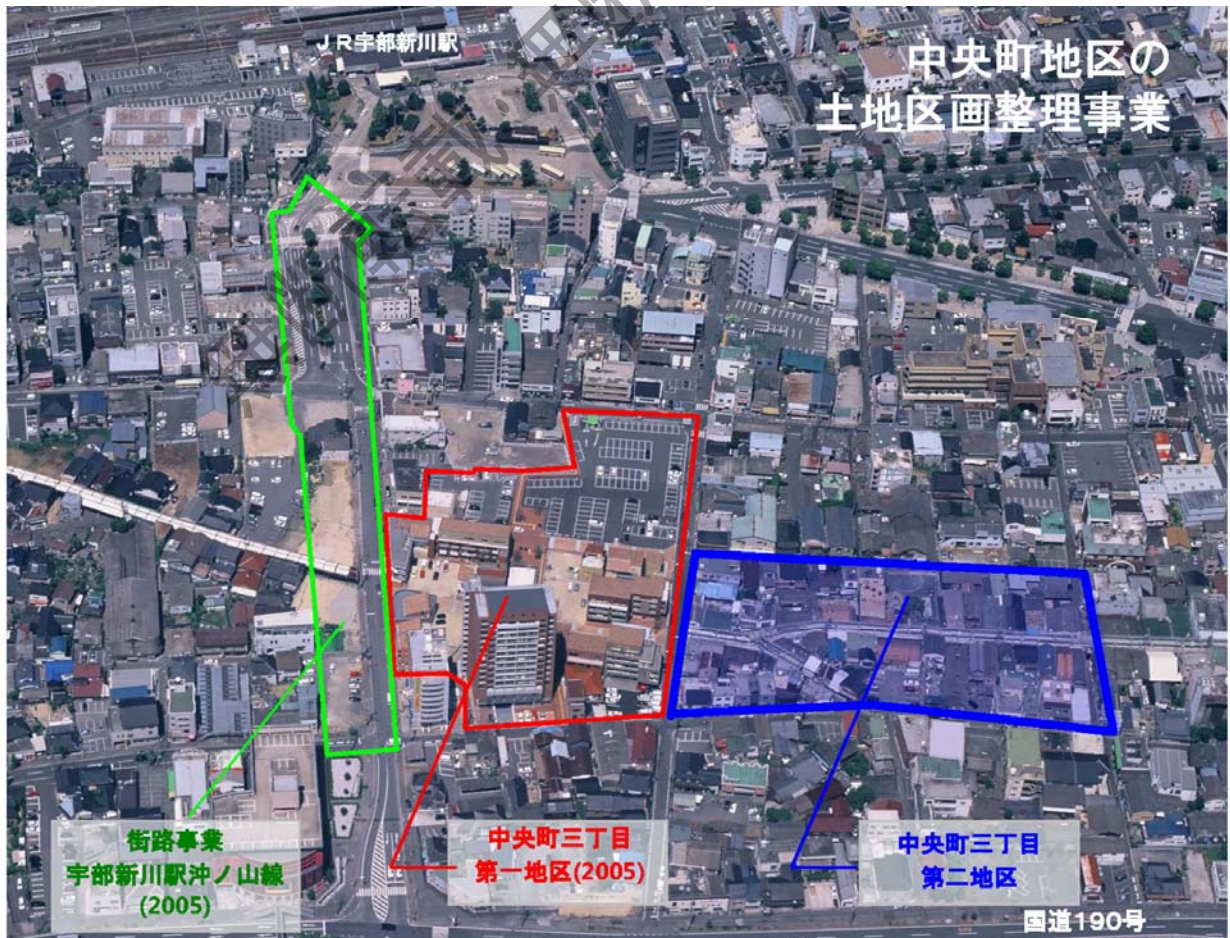 JR宇部新川駅
中央町地区の
土地区画整理事業
街路事業
宇部新川駅沖ノ山線
(2005)
中央町三丁目
第一地区(2005)
中央町三丁目
第二地区
国道190号